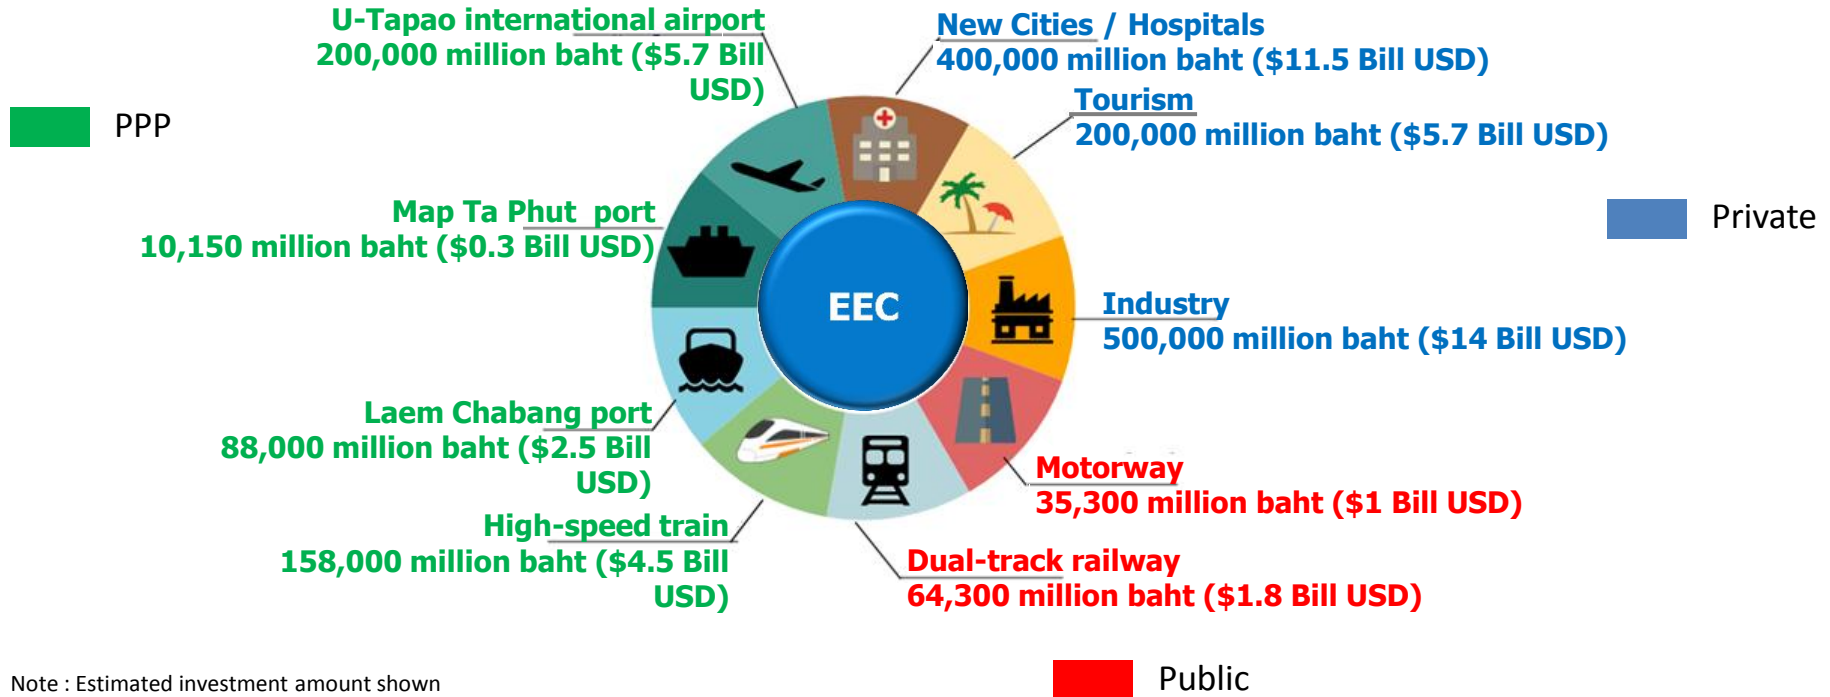 U-Tapao international airport
200,000 million baht ($5.7 Bill
USD)
New Cities / Hospitals
400,000 million baht ($11.5 Bill USD)
Tourism
200,000 million baht ($5.7 Bill USD)
PPP
Map Ta Phut port
10,150 million baht ($0.3 Bill USD)
Private
EEC
Industry
500,000 million baht ($14 Bill USD)
Laem Chabang port
88,000 million baht ($2.5 Bill
USD)
Motorway
35,300 million baht ($1 Bill USD)
High-speed train
158,000 million baht ($4.5 Bill
USD)
Dual-track railway
64,300 million baht ($1.8 Bill USD)
Public
Note : Estimated investment amount shown